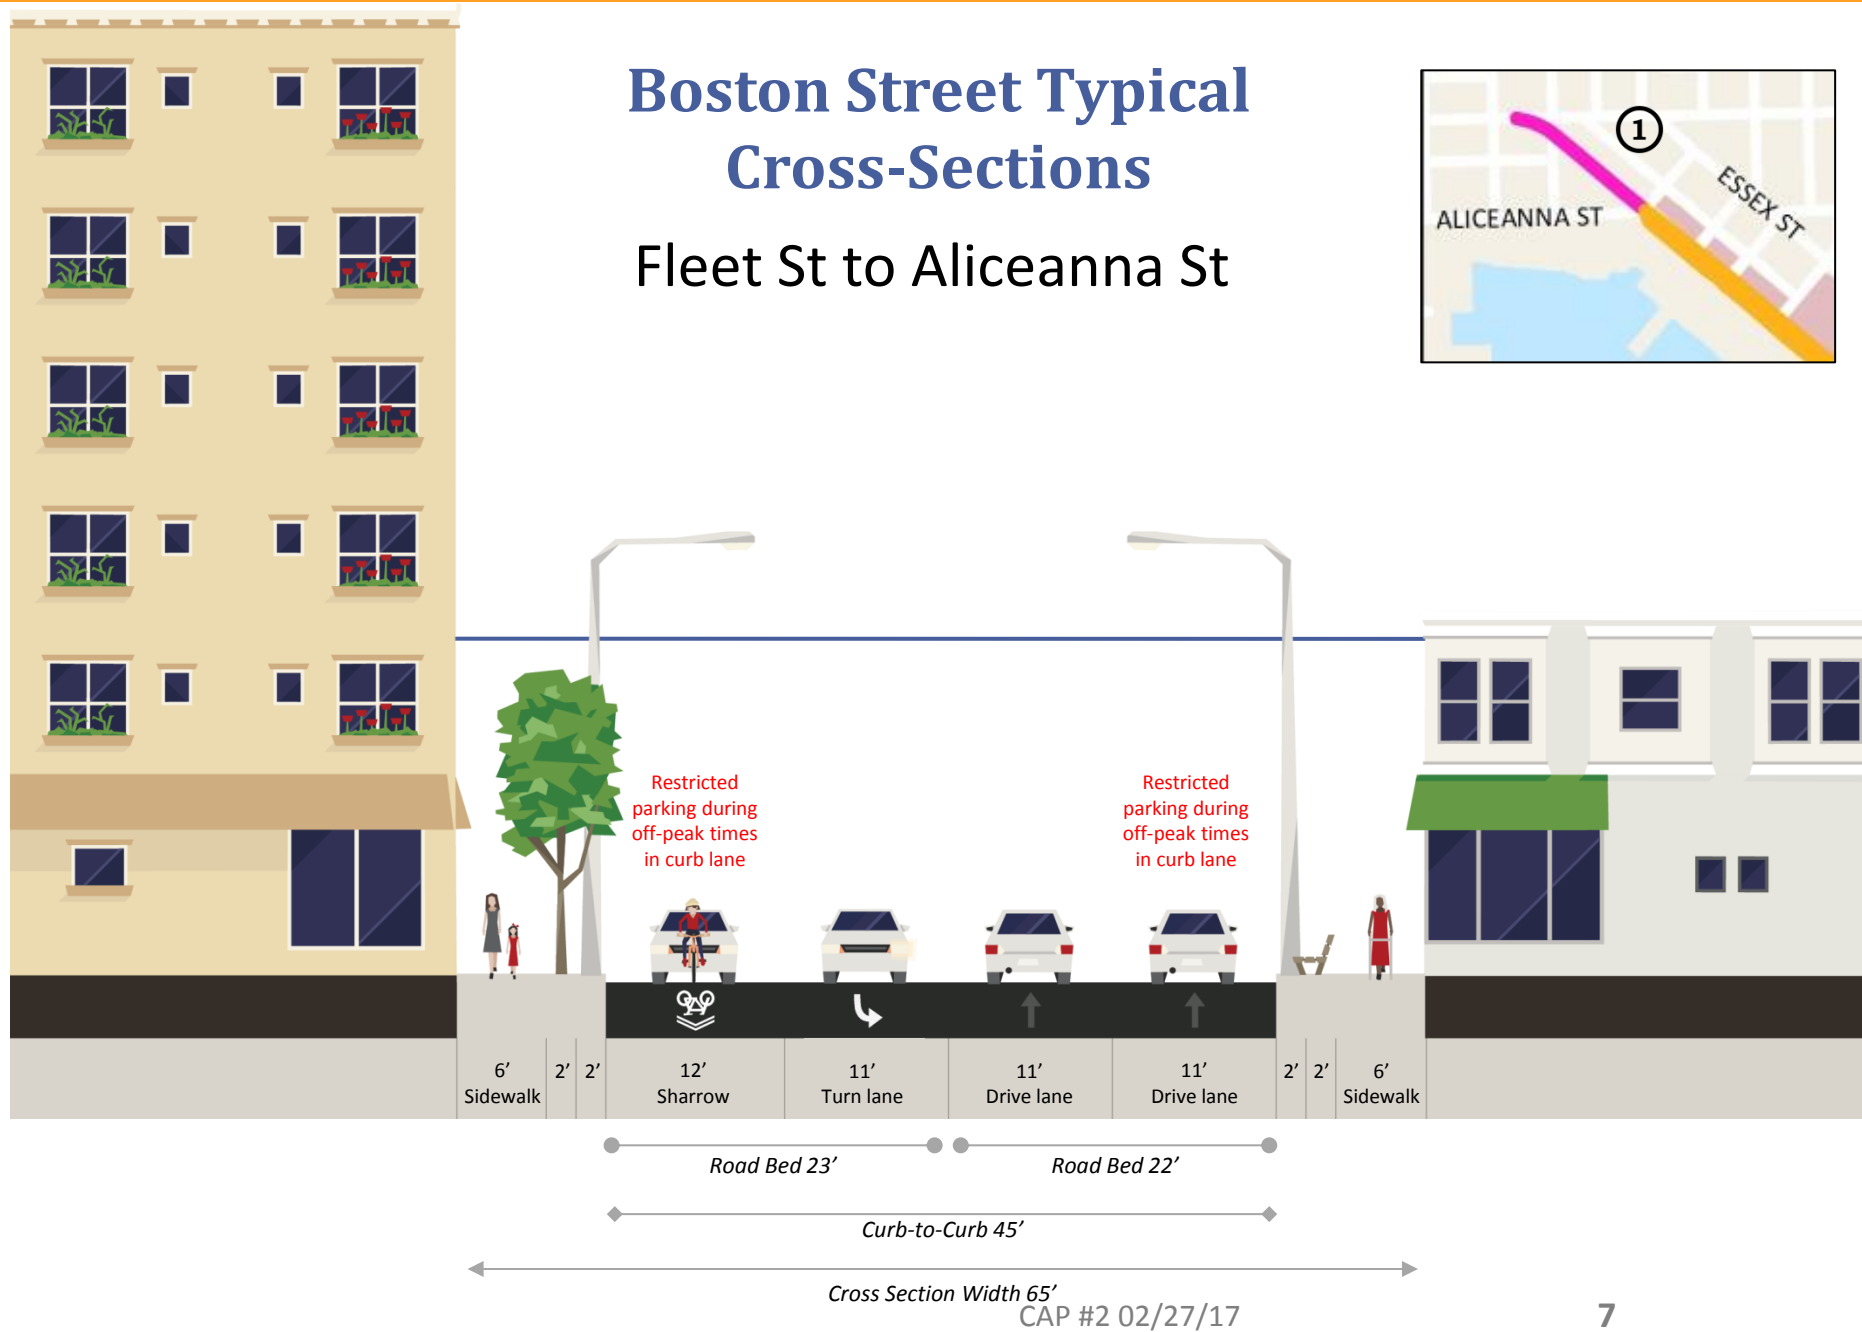 Boston Street Typical
Cross-Sections
Fleet St to Aliceanna St
1
ESSEX ST
ALICEANNA ST
Restricted
parking during
off-peak times
in curb lane
Restricted
parking during
off-peak times
in curb lane
6’ 2’ 2’ 12’ 11’ 11’ 11’ 2’ 2’ 6’
Sidewalk Sharrow Turn lane Drive lane Drive lane Sidewalk
Road Bed 23’ Road Bed 22’
Curb-to-Curb 45’
Cross Section Width 65’
CAP #2 02/27/17 7